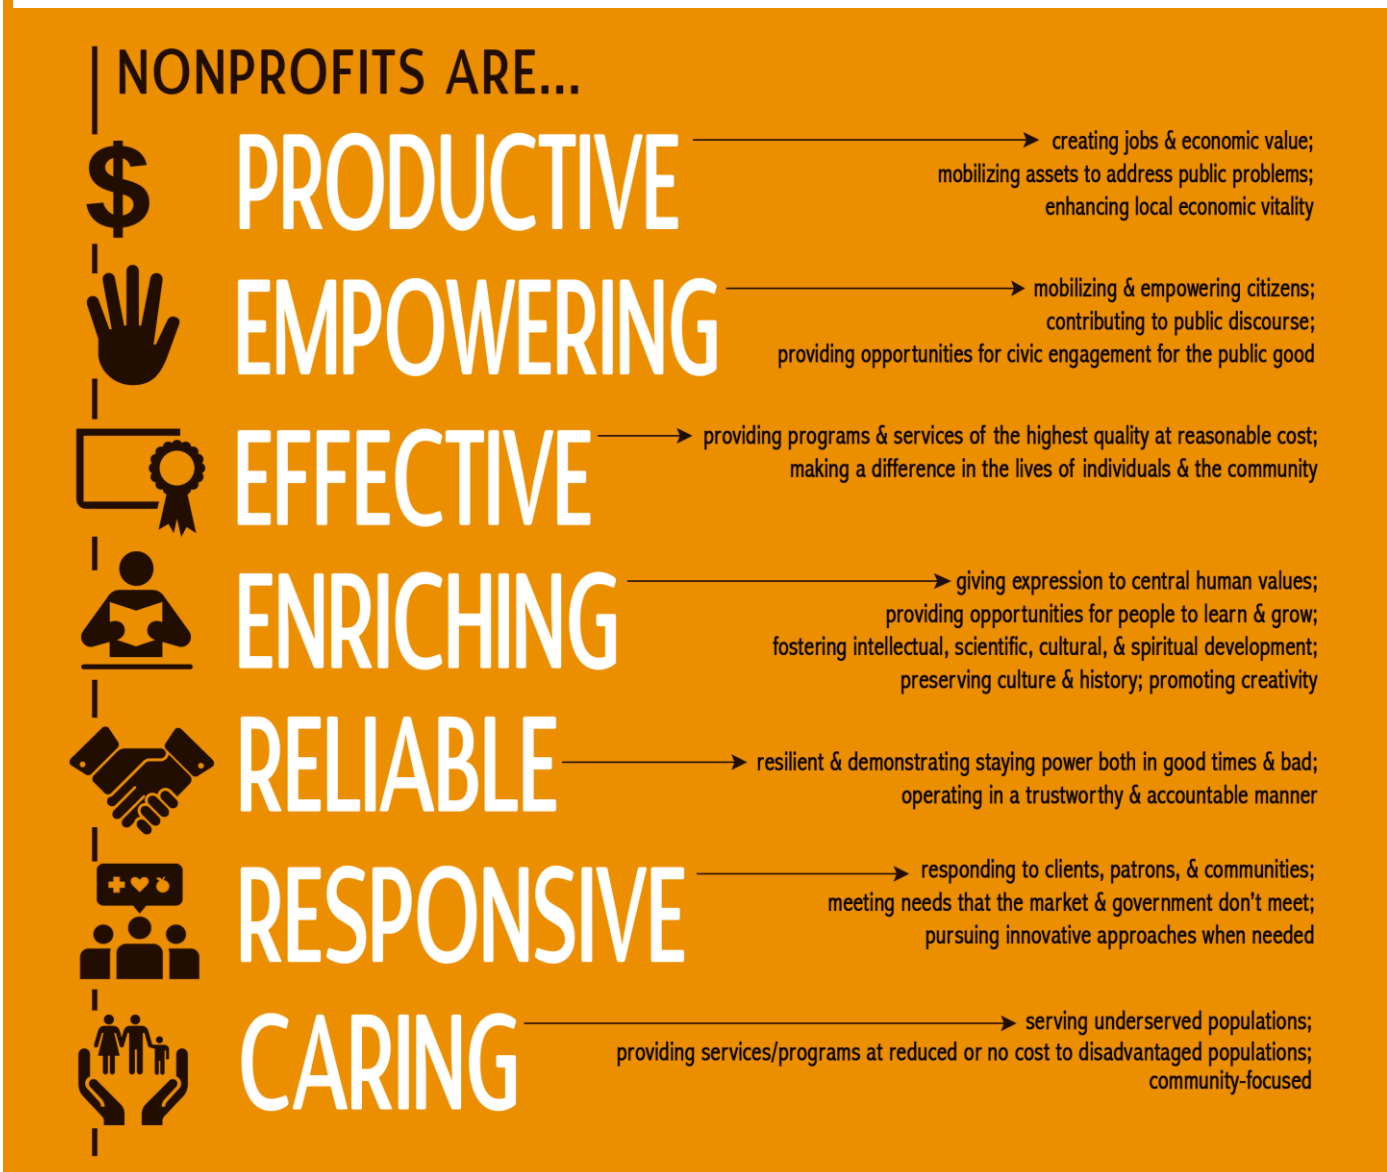 NONPROFITS ARE...
PRODUCTIVE
creating jobs & economic value;
mobilizing assets to address public problems;
enhancing local economic vitality
EMPOWERING
mobilizing & empowering citizens;
contributing to public discourse;
providing opportunities for civic engagement for the public good
EFFECTIVE
providing programs & services of the highest quality at reasonable cost;
making a difference in the lives of individuals & the community
ENRICHING
giving expression to central human values;
providing opportunities for people to learn & grow;
fostering intellectual, scientific, cultural, & spiritual development;
preserving culture & history; promoting creativity
RELIABLE
resilient & demonstrating staying power both in good times & bad;
operating in a trustworthy & accountable manner
RESPONSIVE
responding to clients, patrons, & communities;
meeting needs that the market & government don't meet;
pursuing innovative approaches when needed
CARING
serving underserved populations;
providing services/programs at reduced or no cost to disadvantaged populations;
community-focused